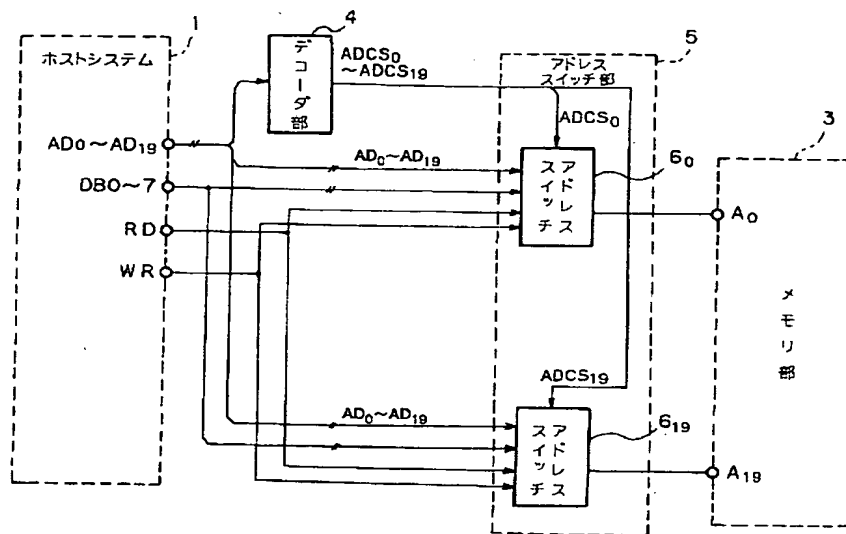 1
ホストシステム
AD0～AD19
DB0～7
RD
WR
4
デコーダ部
ADCS0
～ADCS19
5
アドレス
スイッチ部
ADCS0
AD0～AD19
アドレス
スイッチ
60
3
A0
メモリ部
ADCS19
AD0～AD19
アドレス
スイッチ
619
A19